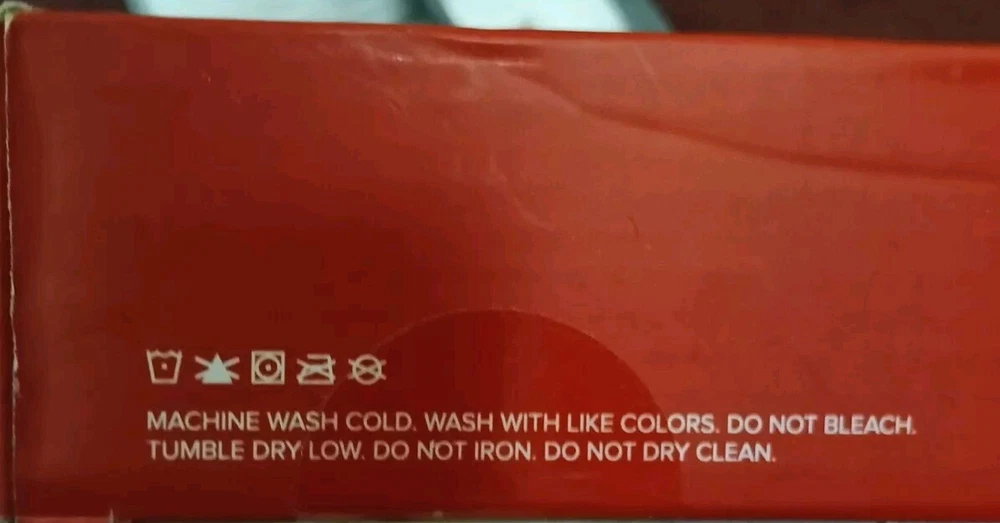 MACHINE WASH COLD. WASH WITH LIKE COLORS. DO NOT BLEACH.
TUMBLE DRY LOW. DO NOT IRON. DO NOT DRY CLEAN.